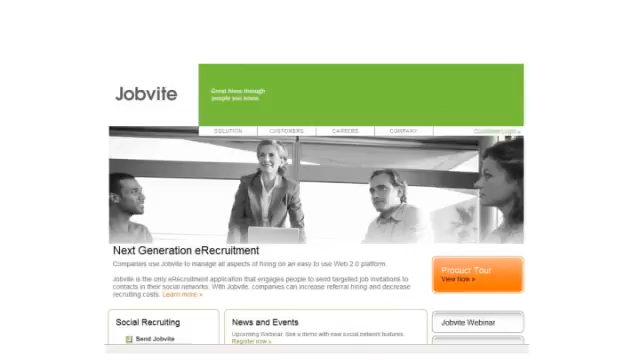 Jobvite
Great hires through
people you know.
SOLUTION CUSTOMERS CAREERS COMPANY Customer Login »
Next Generation eRecruitment
Companies use Jobvite to manage all aspects of hiring on an easy to use Web 2.0 platform.
Jobvite is the only eRecruitment application that engages people to send targeted job invitations to
contacts in their social networks. With Jobvite, companies can increase referral hiring and decrease
recruiting costs. Learn more »
Product Tour
View Now »
Social Recruiting
Send Jobvite
News and Events
Upcoming Webinar: See a demo with new social network features.
Register now »
Jobvite Webinar